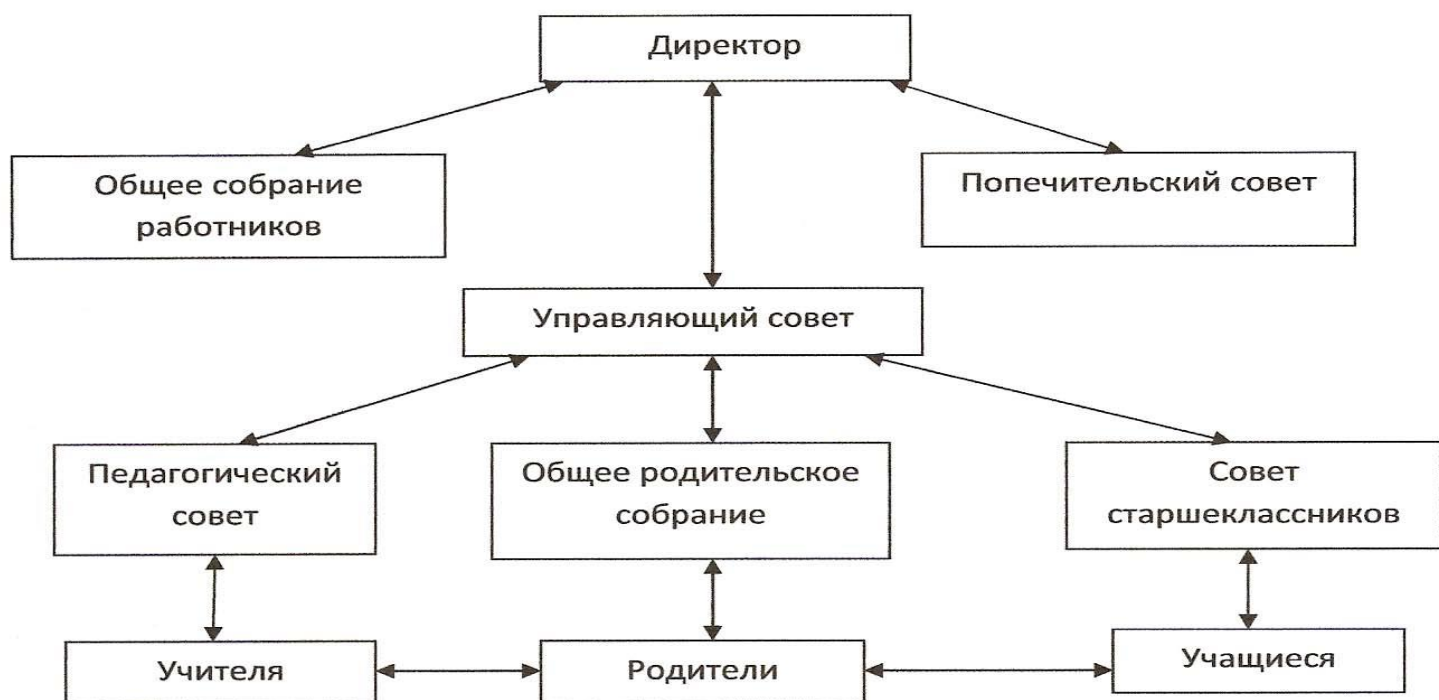 Директор
Общее собрание
работников
Попечительский совет
Управляющий совет
Педагогический
совет
Общее родительское
собрание
Совет
старшеклассников
Учителя
Родители
Учащиеся